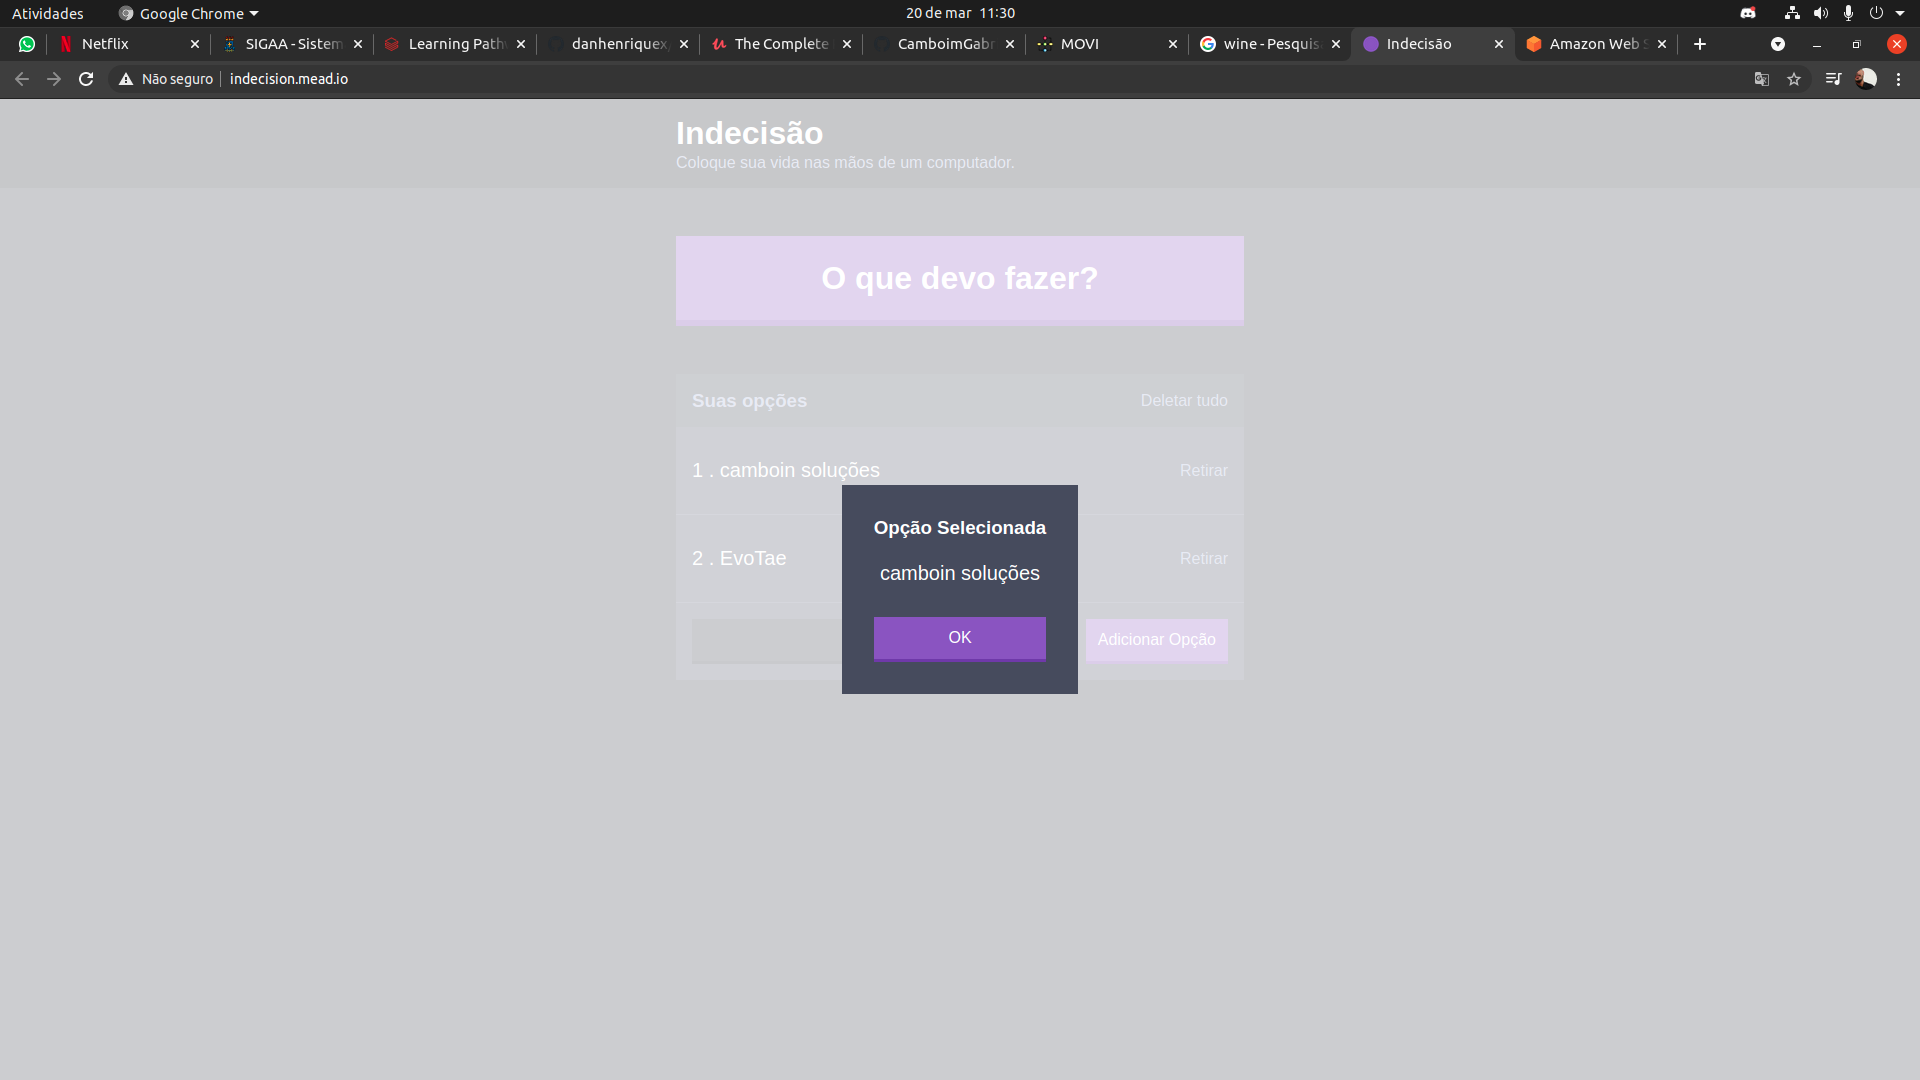 Atividades
Google Chrome
20 de mar 11:30
Netflix
SIGAA - Sistem
Learning Path
danhenriquex
The Complete
CamboimGabr
MOVI
wine - Pesquis
Indecisão
Amazon Web S
Não seguro
indecision.mead.io
Indecisão
Coloque sua vida nas mãos de um computador.
O que devo fazer?
Suas opções
Deletar tudo
1 . camboin soluções
Retirar
2 . EvoTae
Retirar
Adicionar Opção
Opção Selecionada
camboin soluções
OK